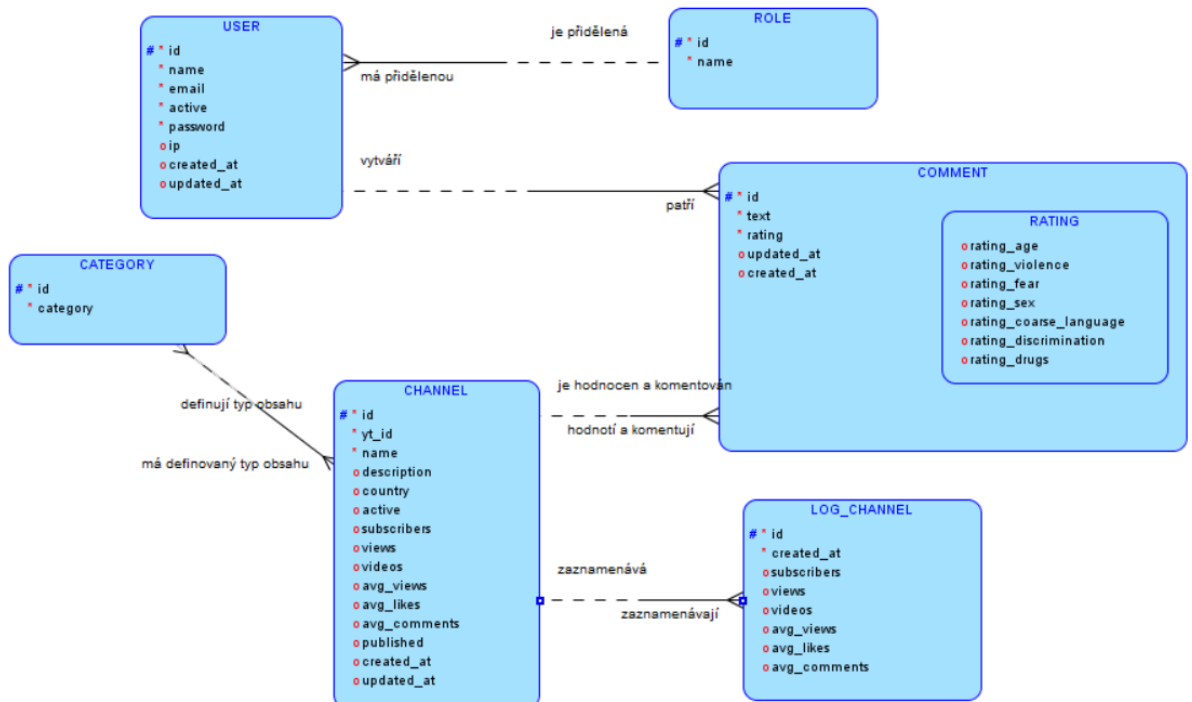 USER
# * id
* name
* email
* active
* password
o ip
o created_at
o updated_at
je přidělená
má přidělenou
ROLE
# * id
* name
vytváří
patří
COMMENT
# * id
* text
* rating
o updated_at
o created_at
RATING
o rating_age
o rating_violence
o rating_fear
o rating_sex
o rating_coarse_language
o rating_discrimination
o rating_drugs
CATEGORY
# * id
* category
definují typ obsahu
má definovaný typ obsahu
CHANNEL
# * id
* yt_id
* name
o description
o country
o active
o subscribers
o views
o videos
o avg_views
o avg_likes
o avg_comments
o published
o created_at
o updated_at
je hodnocen a komentován
hodnotí a komentují
zaznamenává
zaznamenávají
LOG_CHANNEL
# * id
* created_at
o subscribers
o views
o videos
o avg_views
o avg_likes
o avg_comments